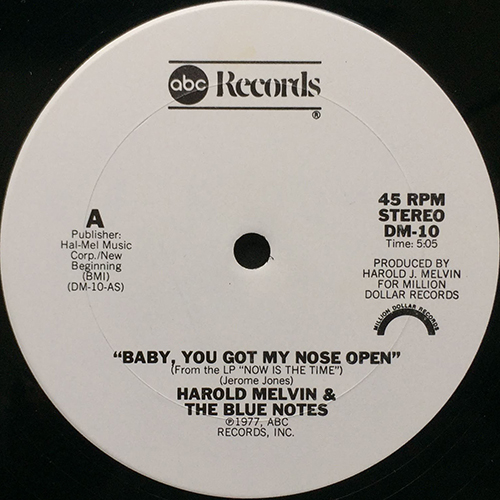 abc Records
®
A
Publisher:
Hal-Mel Music
Corp./New
Beginning
(BMI)
(DM-10-AS)
45 RPM
STEREO
DM-10
Time: 5:05
PRODUCED BY
HAROLD J. MELVIN
FOR MILLION
DOLLAR RECORDS
MILLION DOLLAR RECORDS
"BABY, YOU GOT MY NOSE OPEN"
(From the LP "NOW IS THE TIME")
(Jerome Jones)
HAROLD MELVIN &
THE BLUE NOTES
℗1977, ABC
RECORDS, INC.